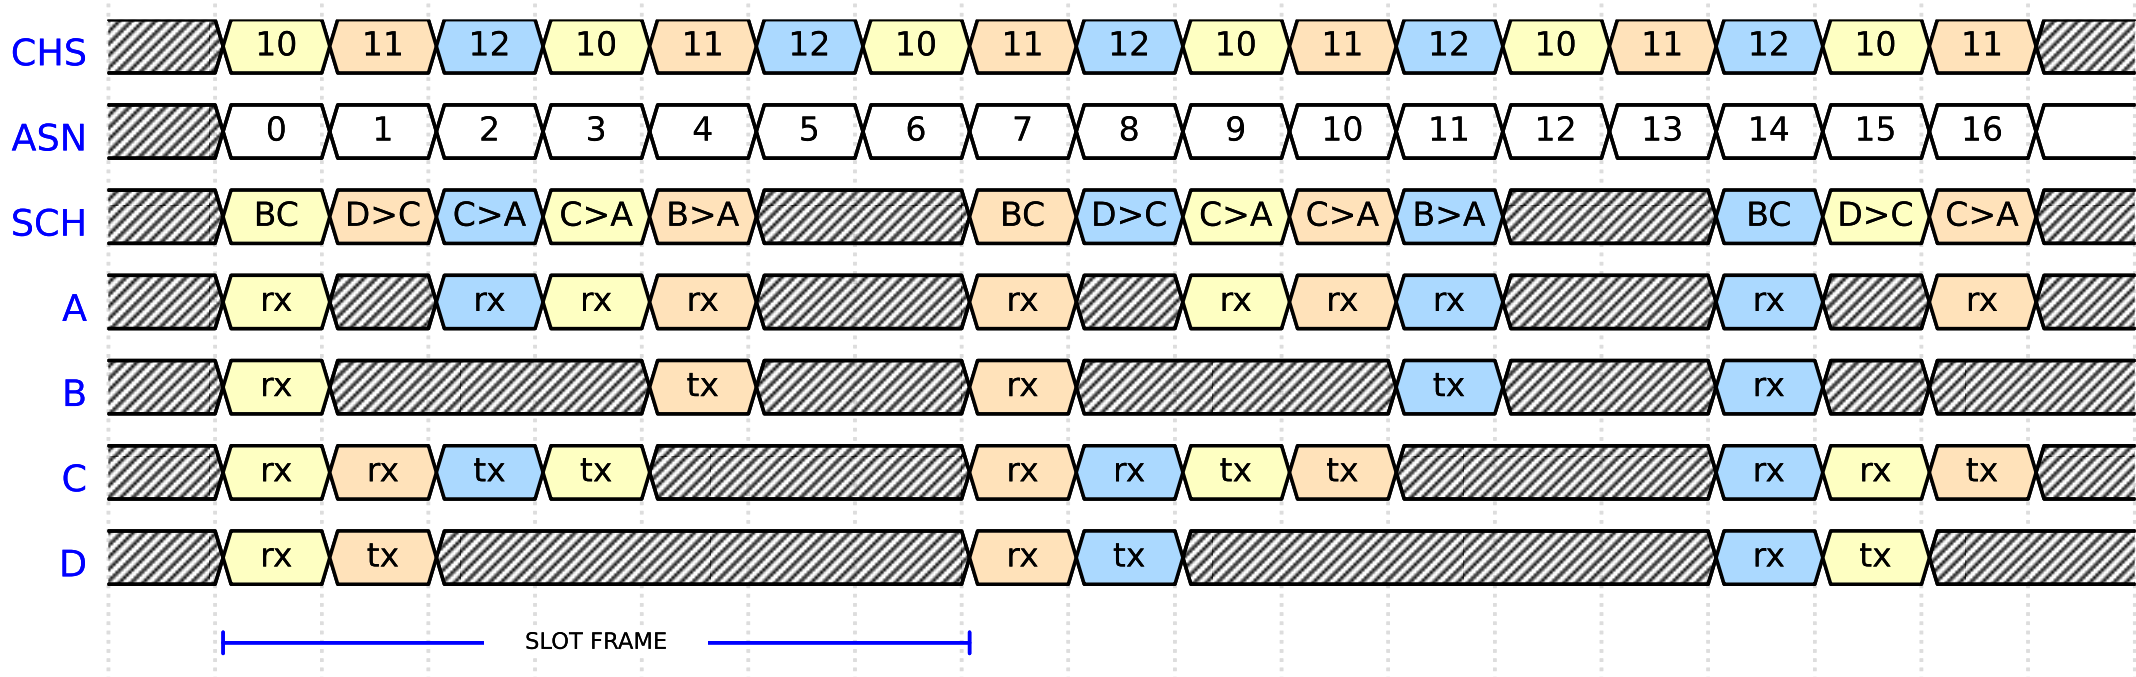 CHS 10 11 12 10 11 12 10 11 12 10 11 12 10 11 12 10 11
ASN 0 1 2 3 4 5 6 7 8 9 10 11 12 13 14 15 16
SCH BC D>C C>A C>A B>A BC D>C C>A C>A B>A BC D>C C>A
A rx rx rx rx rx rx rx rx rx rx
B rx tx rx tx rx
C rx rx tx tx rx rx tx tx rx rx tx
D rx tx rx tx rx tx
SLOT FRAME